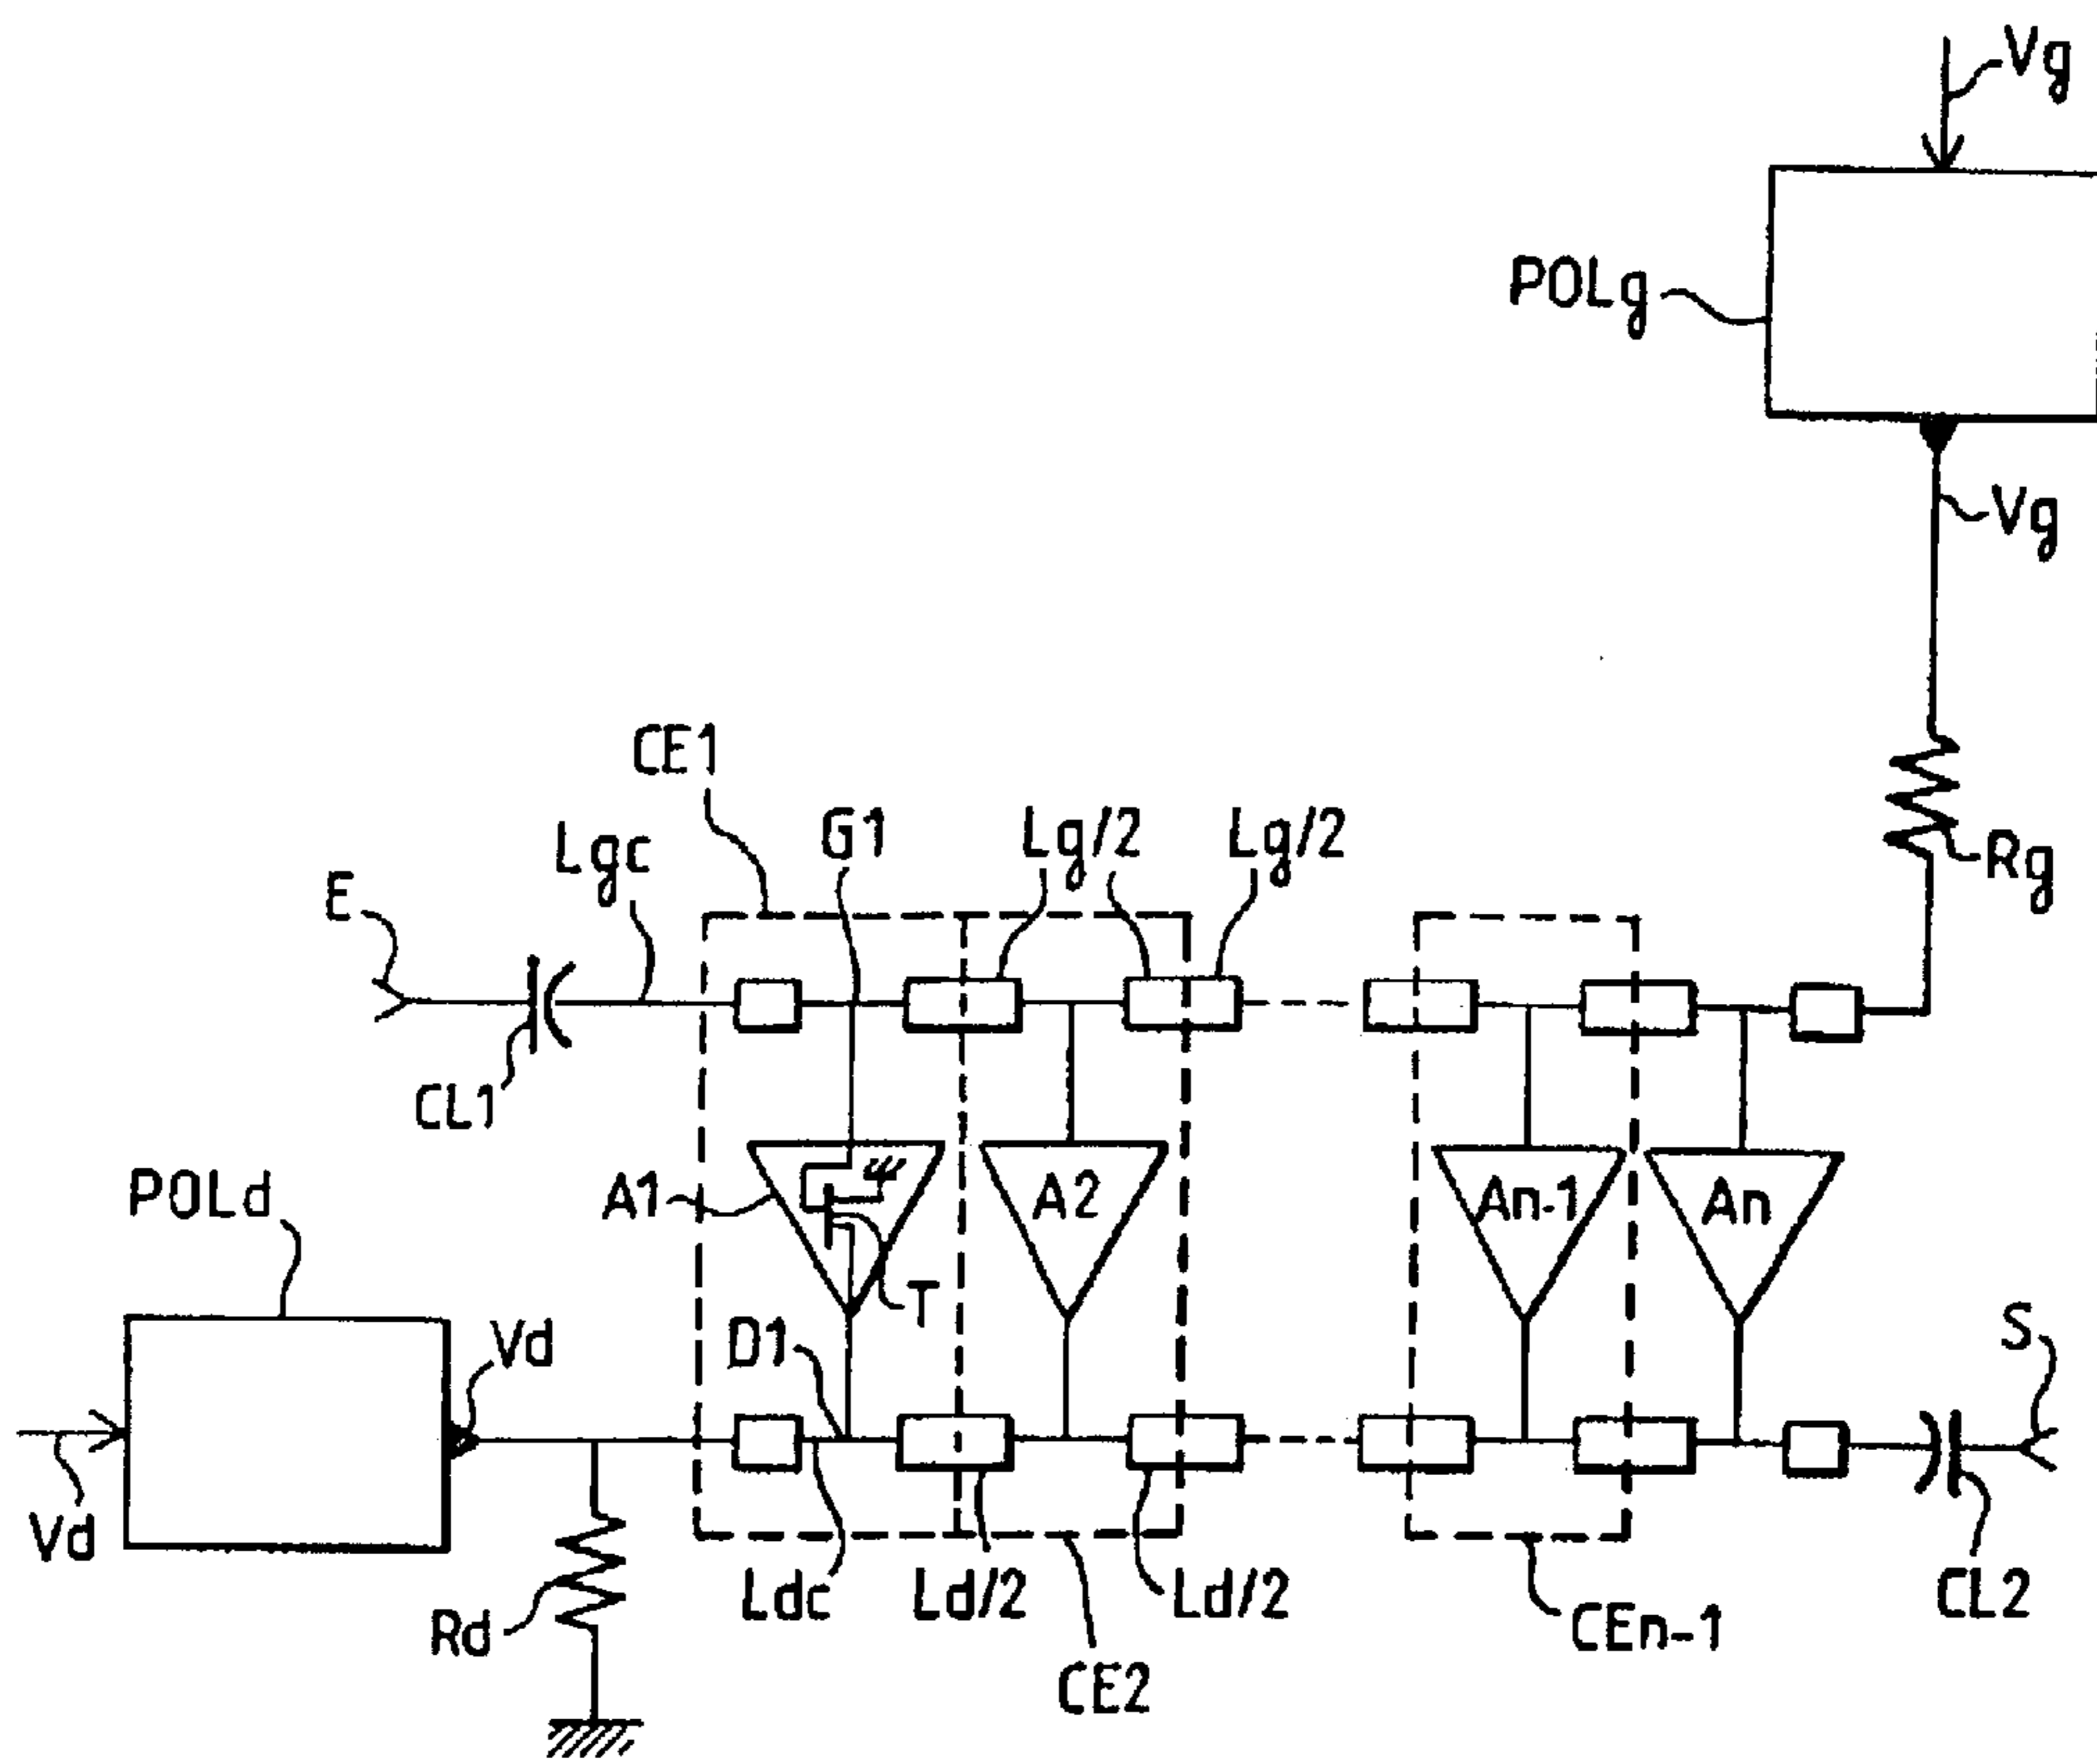 Vg
POLg
Vg
CE1
Lgc
G1
Lg/2
Lg/2
Rg
E
CL1
POLd
A1
A2
An-1
An
T
Vd
D1
S
Vd
Rd
Ldc
Ld/2
Ld/2
CEn-1
CL2
CE2